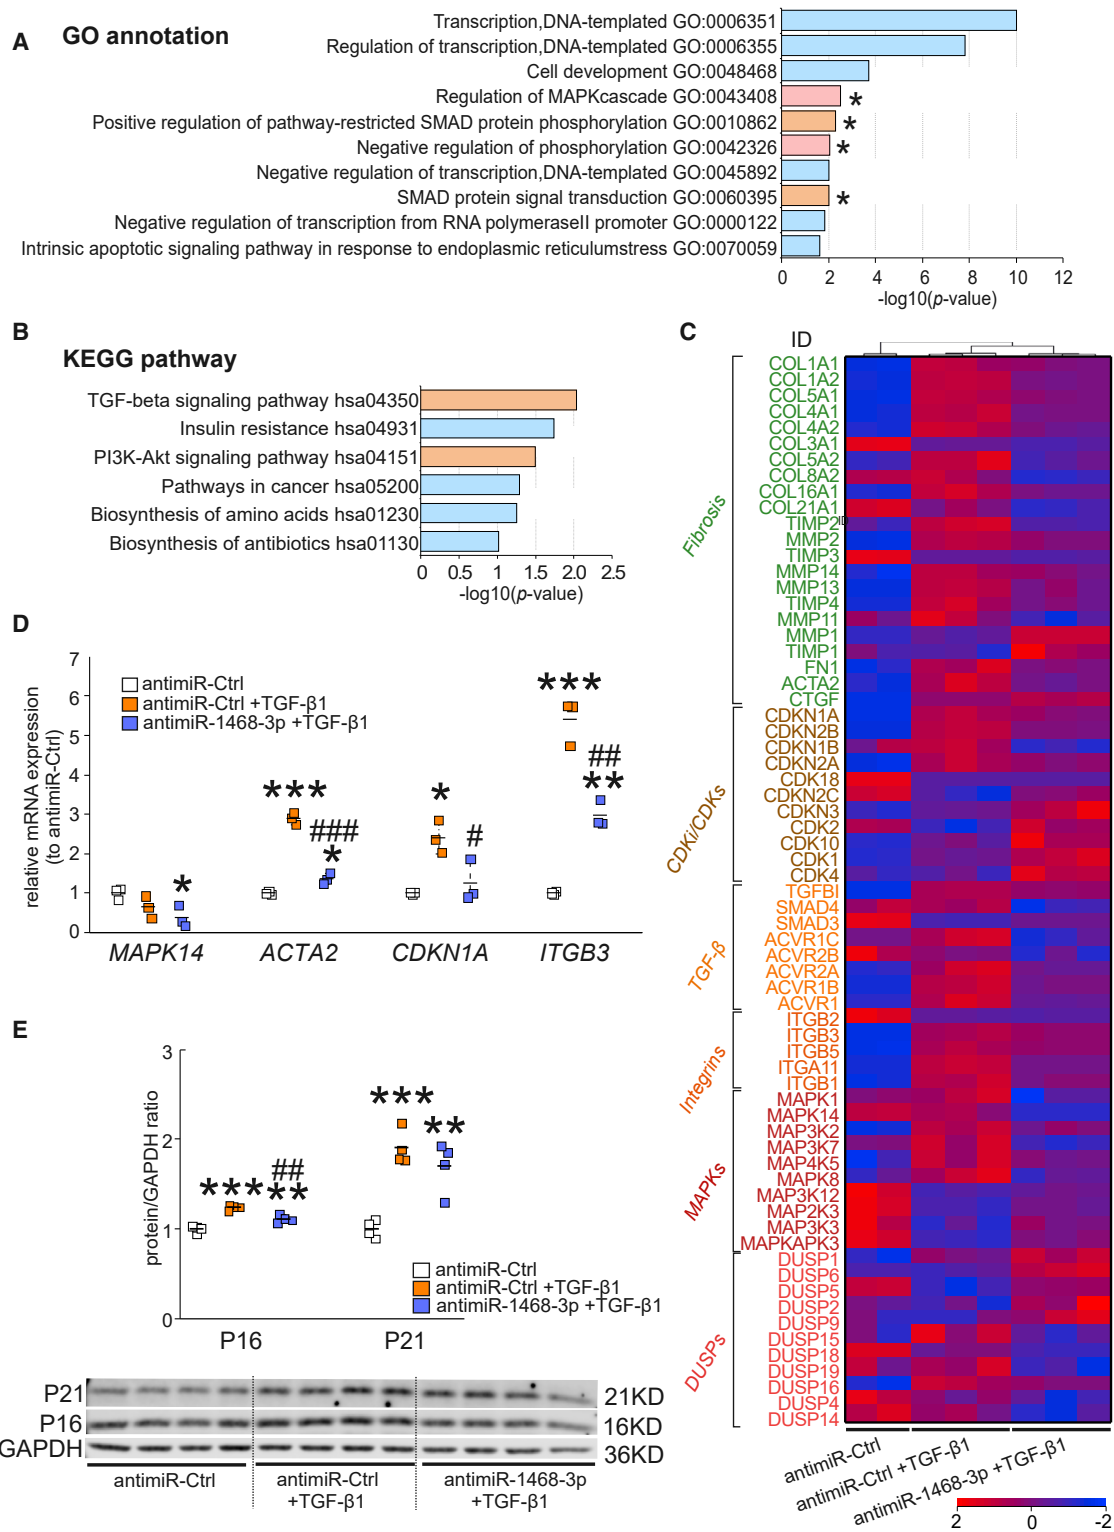 A GO annotation
Transcription,DNA-templated GO:0006351
Regulation of transcription,DNA-templated GO:0006355
Cell development GO:0048468
Regulation of MAPKcascade GO:0043408 *
Positive regulation of pathway-restricted SMAD protein phosphorylation GO:0010862 *
Negative regulation of phosphorylation GO:0042326 *
Negative regulation of transcription,DNA-templated GO:0045892
SMAD protein signal transduction GO:0060395 *
Negative regulation of transcription from RNA polymeraseII promoter GO:0000122
Intrinsic apoptotic signaling pathway in response to endoplasmic reticulumstress GO:0070059
0 2 4 6 8 10 12
-log10(p-value)
B KEGG pathway
TGF-beta signaling pathway hsa04350
Insulin resistance hsa04931
PI3K-Akt signaling pathway hsa04151
Pathways in cancer hsa05200
Biosynthesis of amino acids hsa01230
Biosynthesis of antibiotics hsa01130
0 0.5 1 1.5 2.0 2.5
-log10(p-value)
C
ID
Fibrosis
COL1A1
COL1A2
COL5A1
COL4A1
COL4A2
COL3A1
COL5A2
COL8A2
COL16A1
COL21A1
TIMP2
ID
MMP2
TIMP3
MMP14
MMP13
TIMP4
MMP11
MMP1
TIMP1
FN1
ACTA2
CTGF
CDKi/CDKs
CDKN1A
CDKN2B
CDKN1B
CDKN2A
CDK18
CDKN2C
CDKN3
CDK2
CDK10
CDK1
CDK4
TGF-β
TGFBI
SMAD4
SMAD3
ACVR1C
ACVR2B
ACVR2A
ACVR1B
ACVR1
Integrins
ITGB2
ITGB3
ITGB5
ITGA11
ITGB1
MAPKs
MAPK1
MAPK14
MAP3K2
MAP3K7
MAP4K5
MAPK8
MAP3K12
MAP2K3
MAP3K3
MAPKAPK3
DUSPs
DUSP1
DUSP6
DUSP5
DUSP2
DUSP9
DUSP15
DUSP18
DUSP19
DUSP16
DUSP4
DUSP14
antimiR-Ctrl
antimiR-Ctrl +TGF-β1
antimiR-1468-3p +TGF-β1
2 0 -2
D
relative mRNA expression
(to antimiR-Ctrl)
7
6
5
4
3
2
1
0
antimiR-Ctrl
antimiR-Ctrl +TGF-β1
antimiR-1468-3p +TGF-β1
*
***
###
*
*
#
***
##
**
MAPK14 ACTA2 CDKN1A ITGB3
E
protein/GAPDH ratio
3
2
1
0
***
##
**
***
**
antimiR-Ctrl
antimiR-Ctrl +TGF-β1
antimiR-1468-3p +TGF-β1
P16 P21
P21 21KD
P16 16KD
GAPDH 36KD
antimiR-Ctrl
antimiR-Ctrl
+TGF-β1
antimiR-1468-3p
+TGF-β1